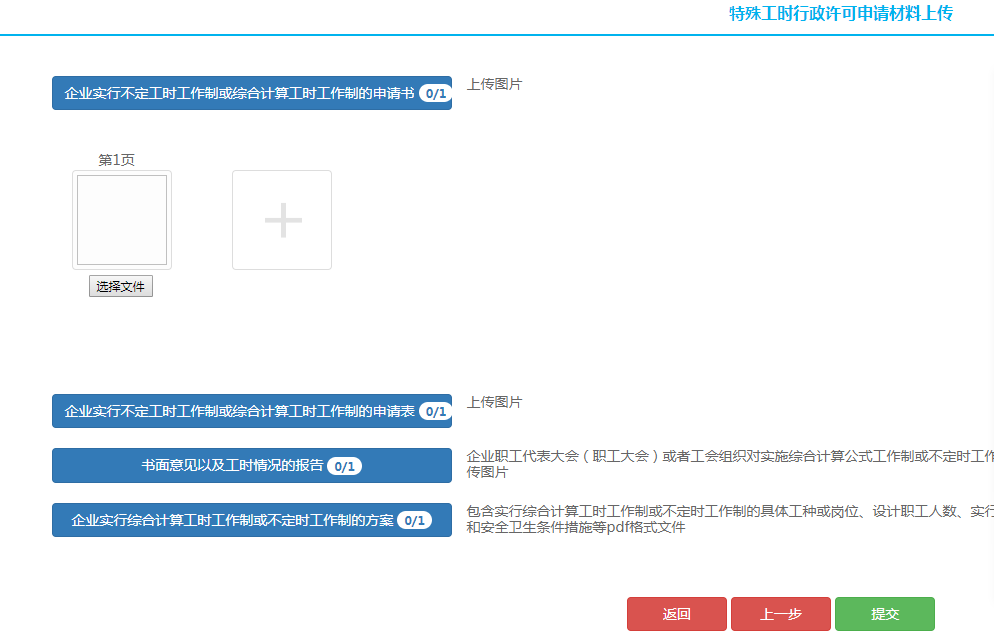 特殊工时行政许可申请材料上传
企业实行不定工时工作制或综合计算工时工作制的申请书 0/1
上传图片
第1页
选择文件
企业实行不定工时工作制或综合计算工时工作制的申请表 0/1
上传图片
书面意见以及工时情况的报告 0/1
企业职工代表大会（职工大会）或者工会组织对实施综合计算公式工作制或不定时工作
传图片
企业实行综合计算工时工作制或不定时工作制的方案 0/1
包含实行综合计算工时工作制或不定时工作制的具体工种或岗位、设计职工人数、实行
和安全卫生条件措施等pdf格式文件
返回
上一步
提交